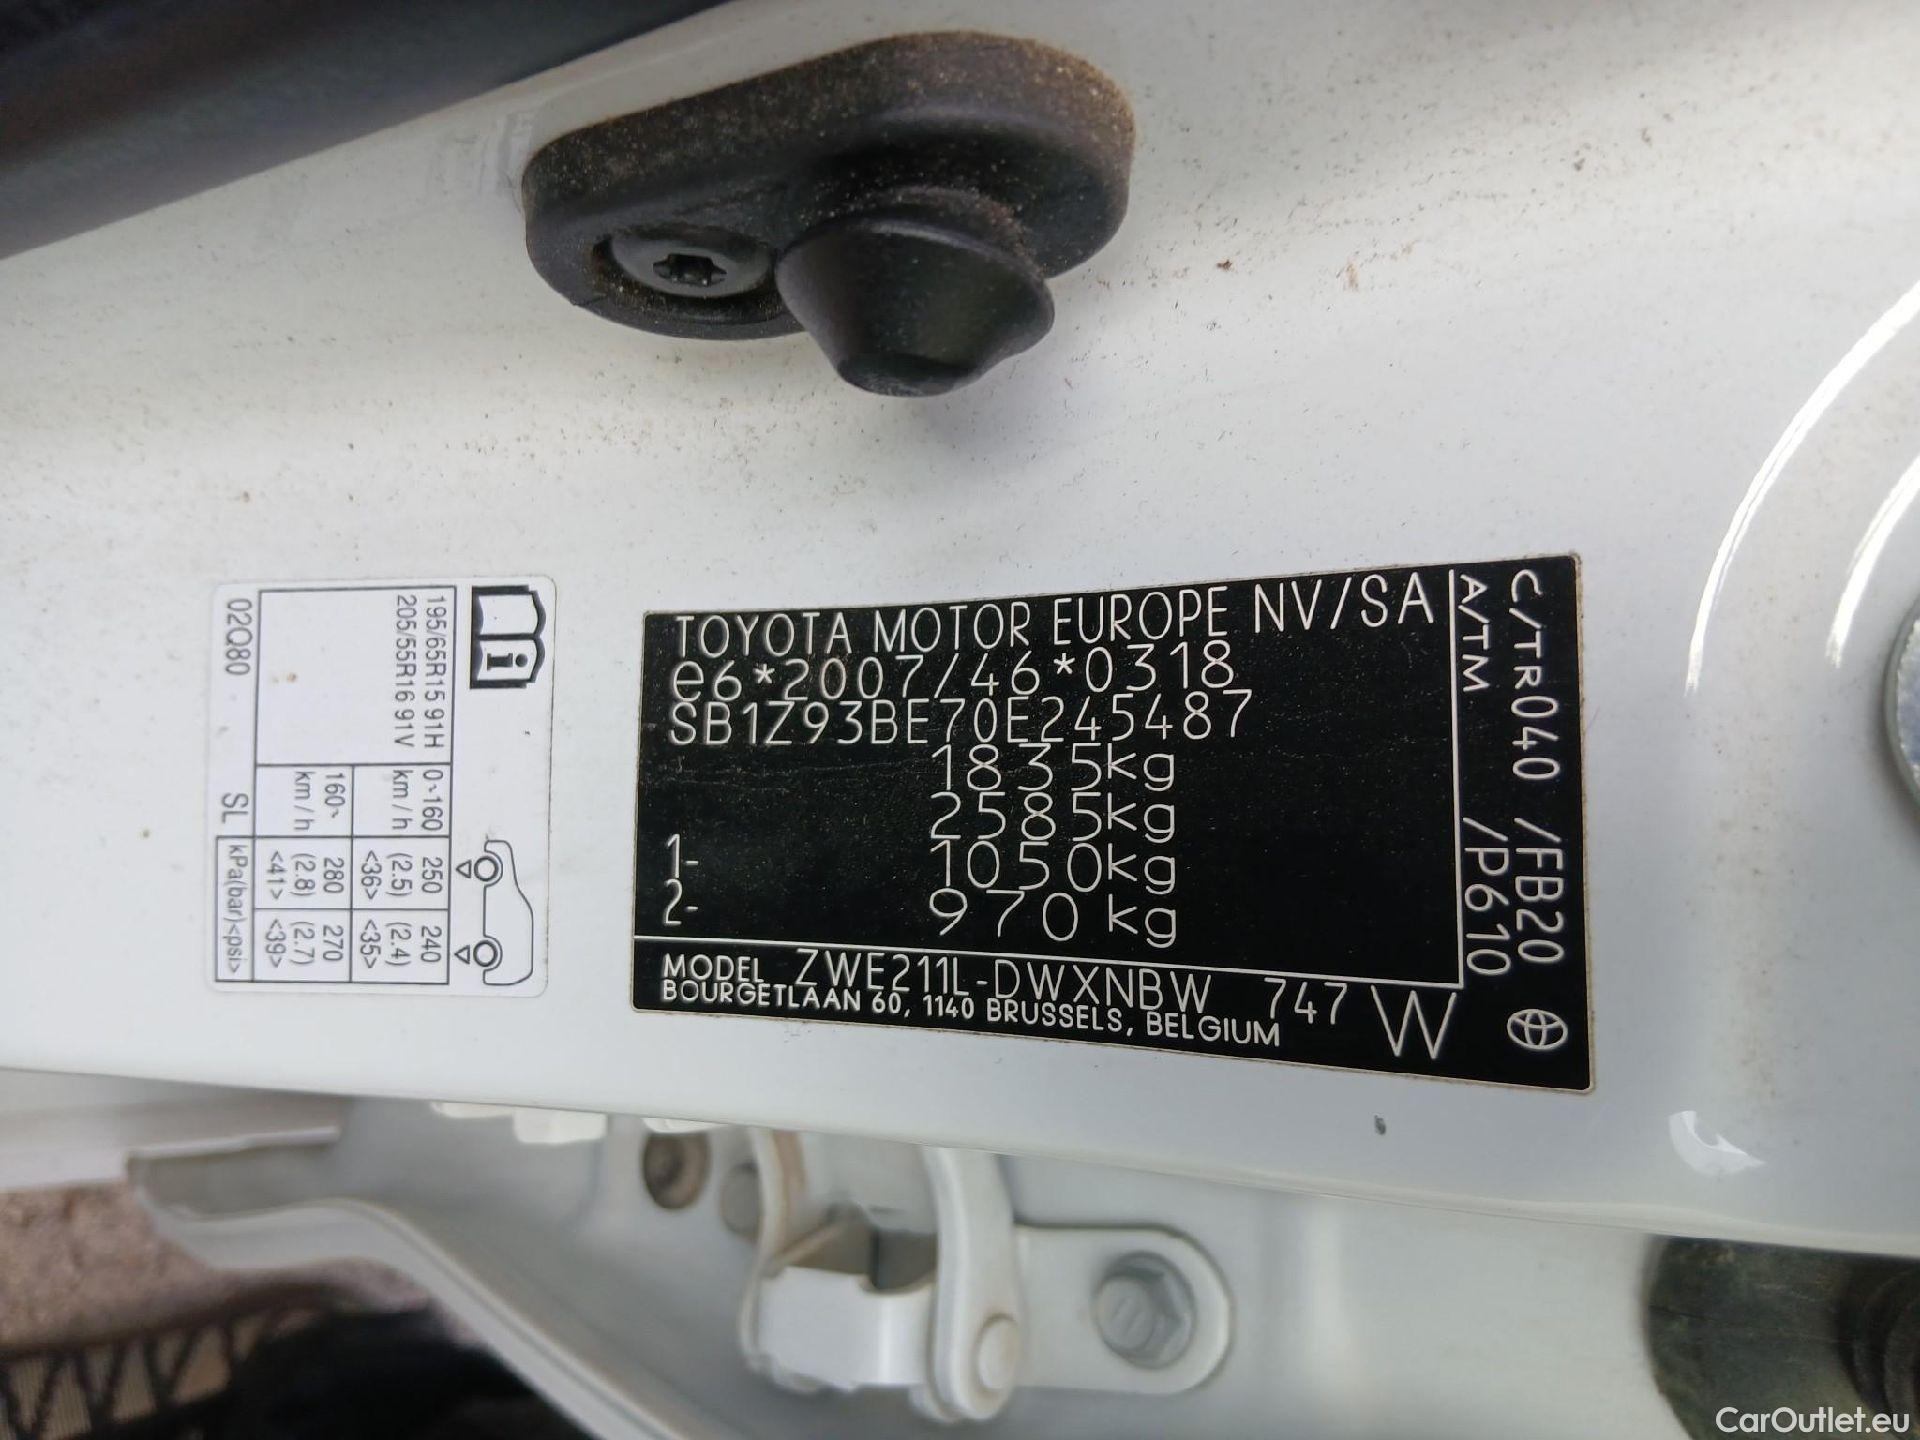 TOYOTA MOTOR EUROPE NV/SA
e6*2007/46*0318
SB1Z93BE70E245487
1835kg
2585kg
1- 1050kg
2- 970kg
MODEL ZWE211L-DWXNBW 747 W
BOURGETLAAN 60, 1140 BRUSSELS, BELGIUM
C/TR040 /FB20
A/TM /P610
195/65R15 91H
205/55R16 91V
0~160 km/h
250 (2.5) <36>
240 (2.4) <35>
160~ km/h
280 (2.8) <41>
270 (2.7) <39>
02Q80 SL kPa(bar)<psi>
CarOutlet.eu